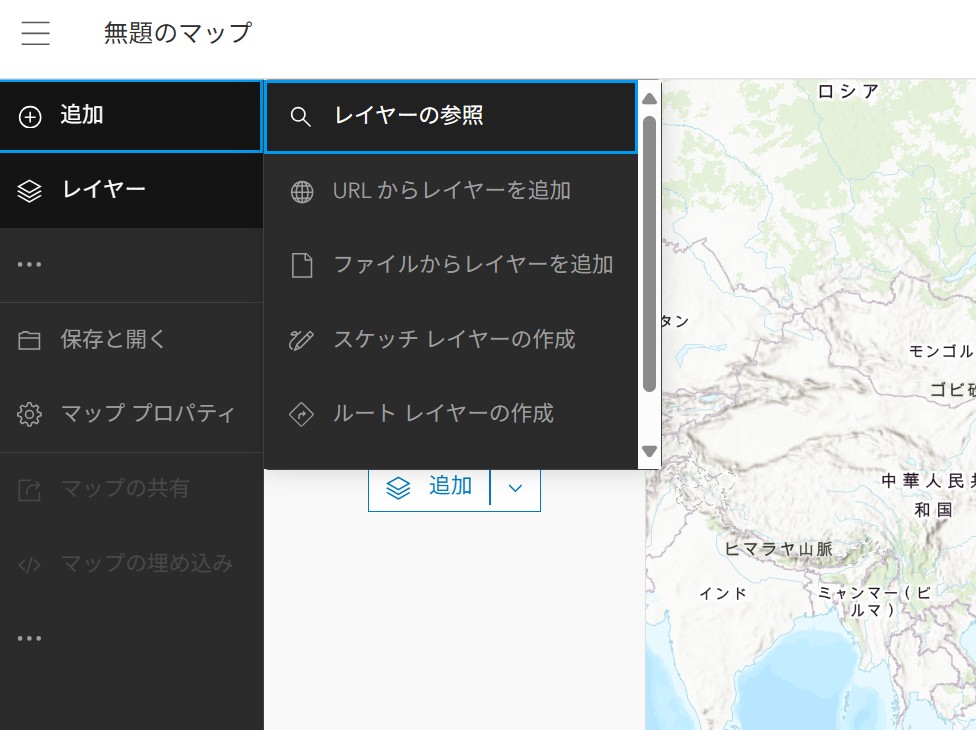 無題のマップ
追加
レイヤー
保存と開く
マップ プロパティ
マップの共有
マップの埋め込み
レイヤーの参照
URL からレイヤーを追加
ファイルからレイヤーを追加
スケッチ レイヤーの作成
ルート レイヤーの作成
追加
ロシア
タン
モンゴル
ゴビ砂
中華人民共
和国
ヒマラヤ山脈
インド
ミャンマー ( ビ
ルマ )